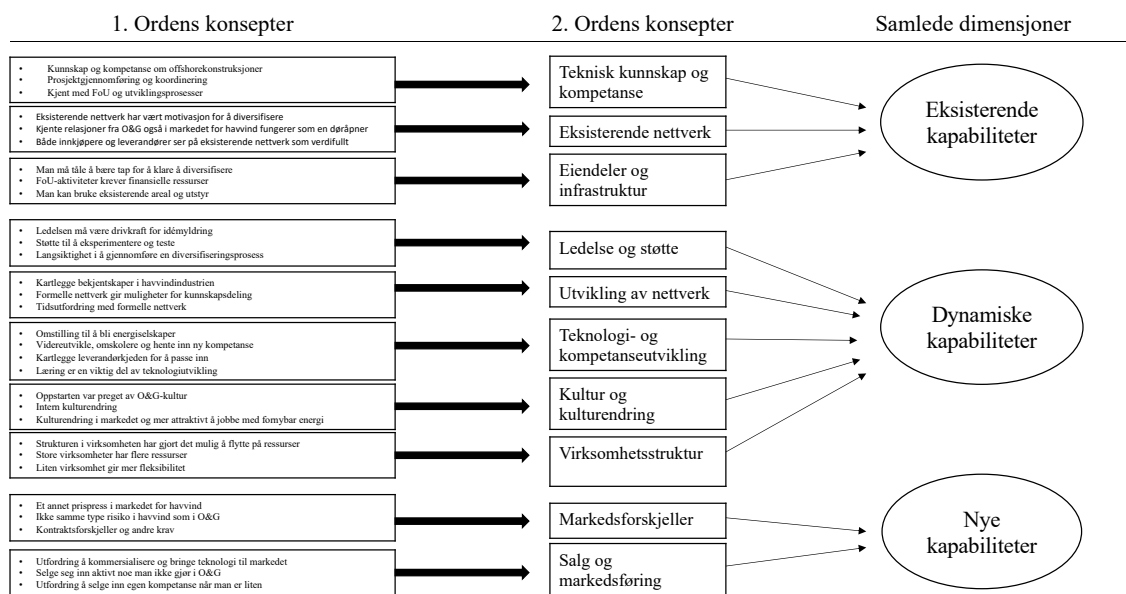 1. Ordens konsepter
2. Ordens konsepter
Samlede dimensjoner
• Kunnskap og kompetanse om offshorekonstruksjoner
• Prosjektgjennomføring og koordinering
• Kjent med FoU og utviklingsprosesser
Teknisk kunnskap og
kompetanse
• Eksisterende nettverk har vært motivasjon for å diversifisere
• Kjente relasjoner fra O&G også i markedet for havvind fungerer som en døråpner
• Både innkjøpere og leverandører ser på eksisterende nettverk som verdifullt
Eksisterende nettverk
• Man må tåle å bære tap for å klare å diversifisere
• FoU-aktiviteter krever finansielle ressurser
• Man kan bruke eksisterende areal og utstyr
Eiendeler og
infrastruktur
Eksisterende
kapabiliteter
• Ledelsen må være drivkraft for idémyldring
• Støtte til å eksperimentere og teste
• Langsiktighet i å gjennomføre en diversifiseringsprosess
Ledelse og støtte
• Kartlegge bekjentskaper i havvindindustrien
• Formelle nettverk gir muligheter for kunnskapsdeling
• Tidsutfordring med formelle nettverk
Utvikling av nettverk
• Omstilling til å bli energiselskaper
• Videreutvikle, omskolere og hente inn ny kompetanse
• Kartlegge leverandørkjeden for å passe inn
• Læring er en viktig del av teknologiutvikling
Teknologi- og
kompetanseutvikling
• Oppstarten var preget av O&G-kultur
• Intern kulturendring
• Kulturendring i markedet og mer attraktivt å jobbe med fornybar energi
Kultur og
kulturendring
• Strukturen i virksomheten har gjort det mulig å flytte på ressurser
• Store virksomheter har flere ressurser
• Liten virksomhet gir mer fleksibilitet
Virksomhetsstruktur
Dynamiske
kapabiliteter
• Et annet prispress i markedet for havvind
• Ikke samme type risiko i havvind som i O&G
• Kontraktsforskjeller og andre krav
Markedsforskjeller
• Utfordring å kommersialisere og bringe teknologi til markedet
• Selge seg inn aktivt noe man ikke gjør i O&G
• Utfordring å selge inn egen kompetanse når man er liten
Salg og
markedsføring
Nye
kapabiliteter